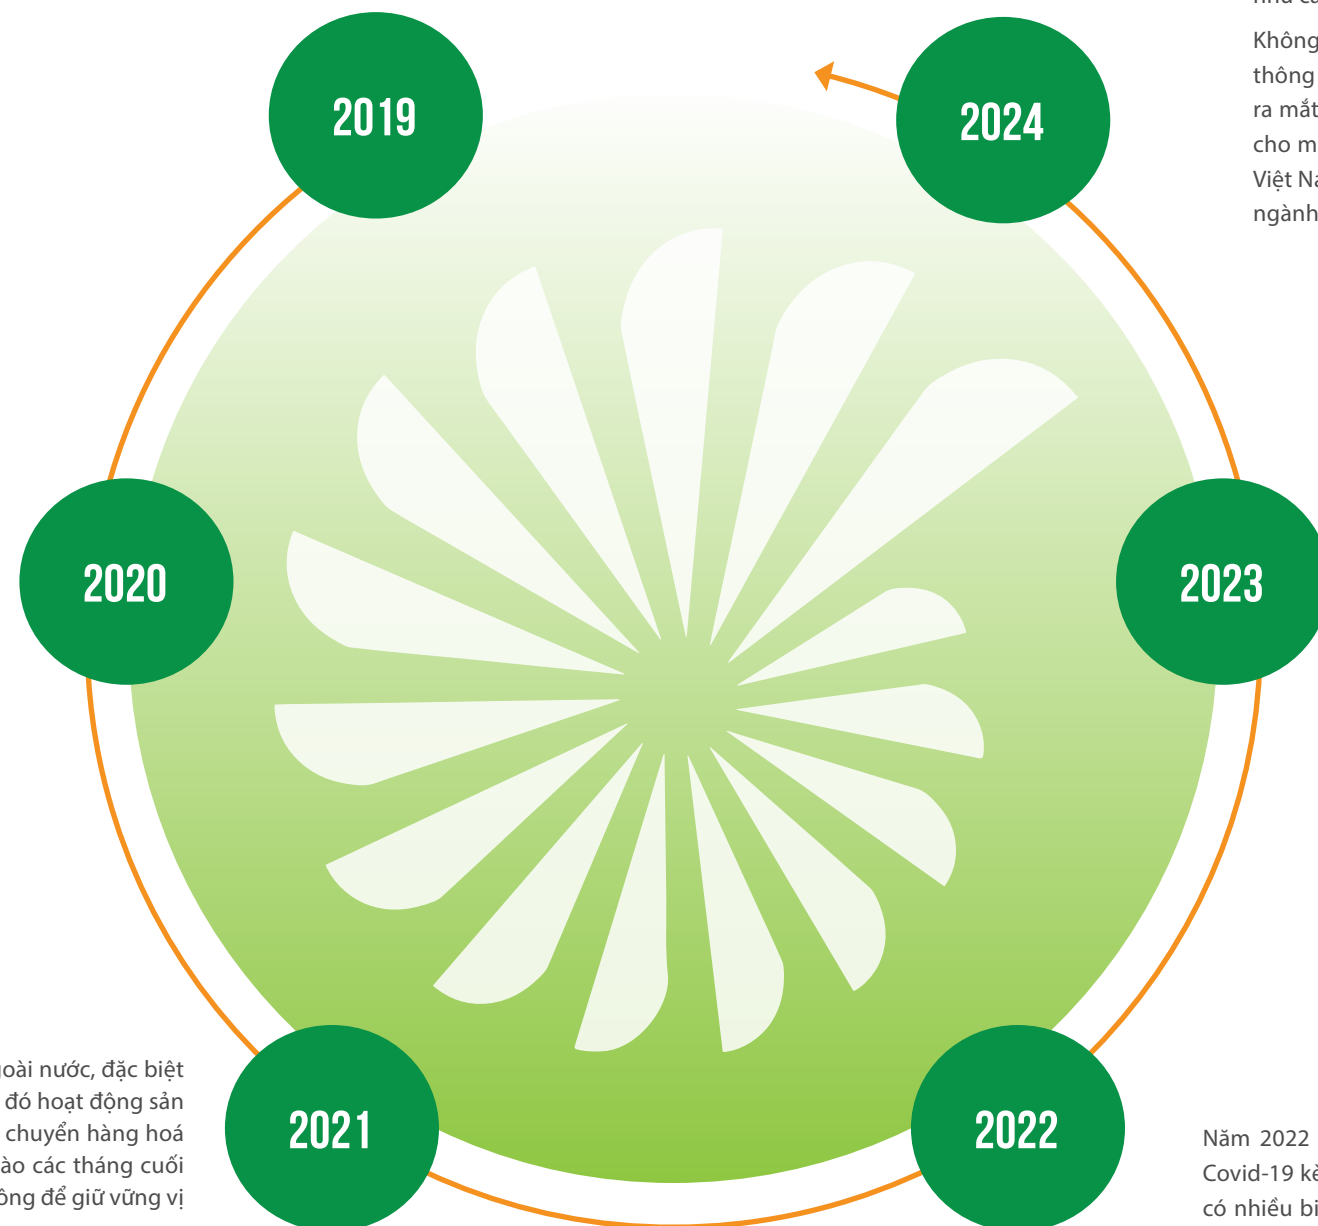 Không
thông
ra mắt
cho m
Việt Na
ngành
2019
2024
2020
2023
goài nước, đặc biệt
đó hoạt động sản
chuyển hàng hoá
ào các tháng cuối
ông để giữ vững vị
2021
2022
Năm 2022
Covid-19 kè
có nhiều bi